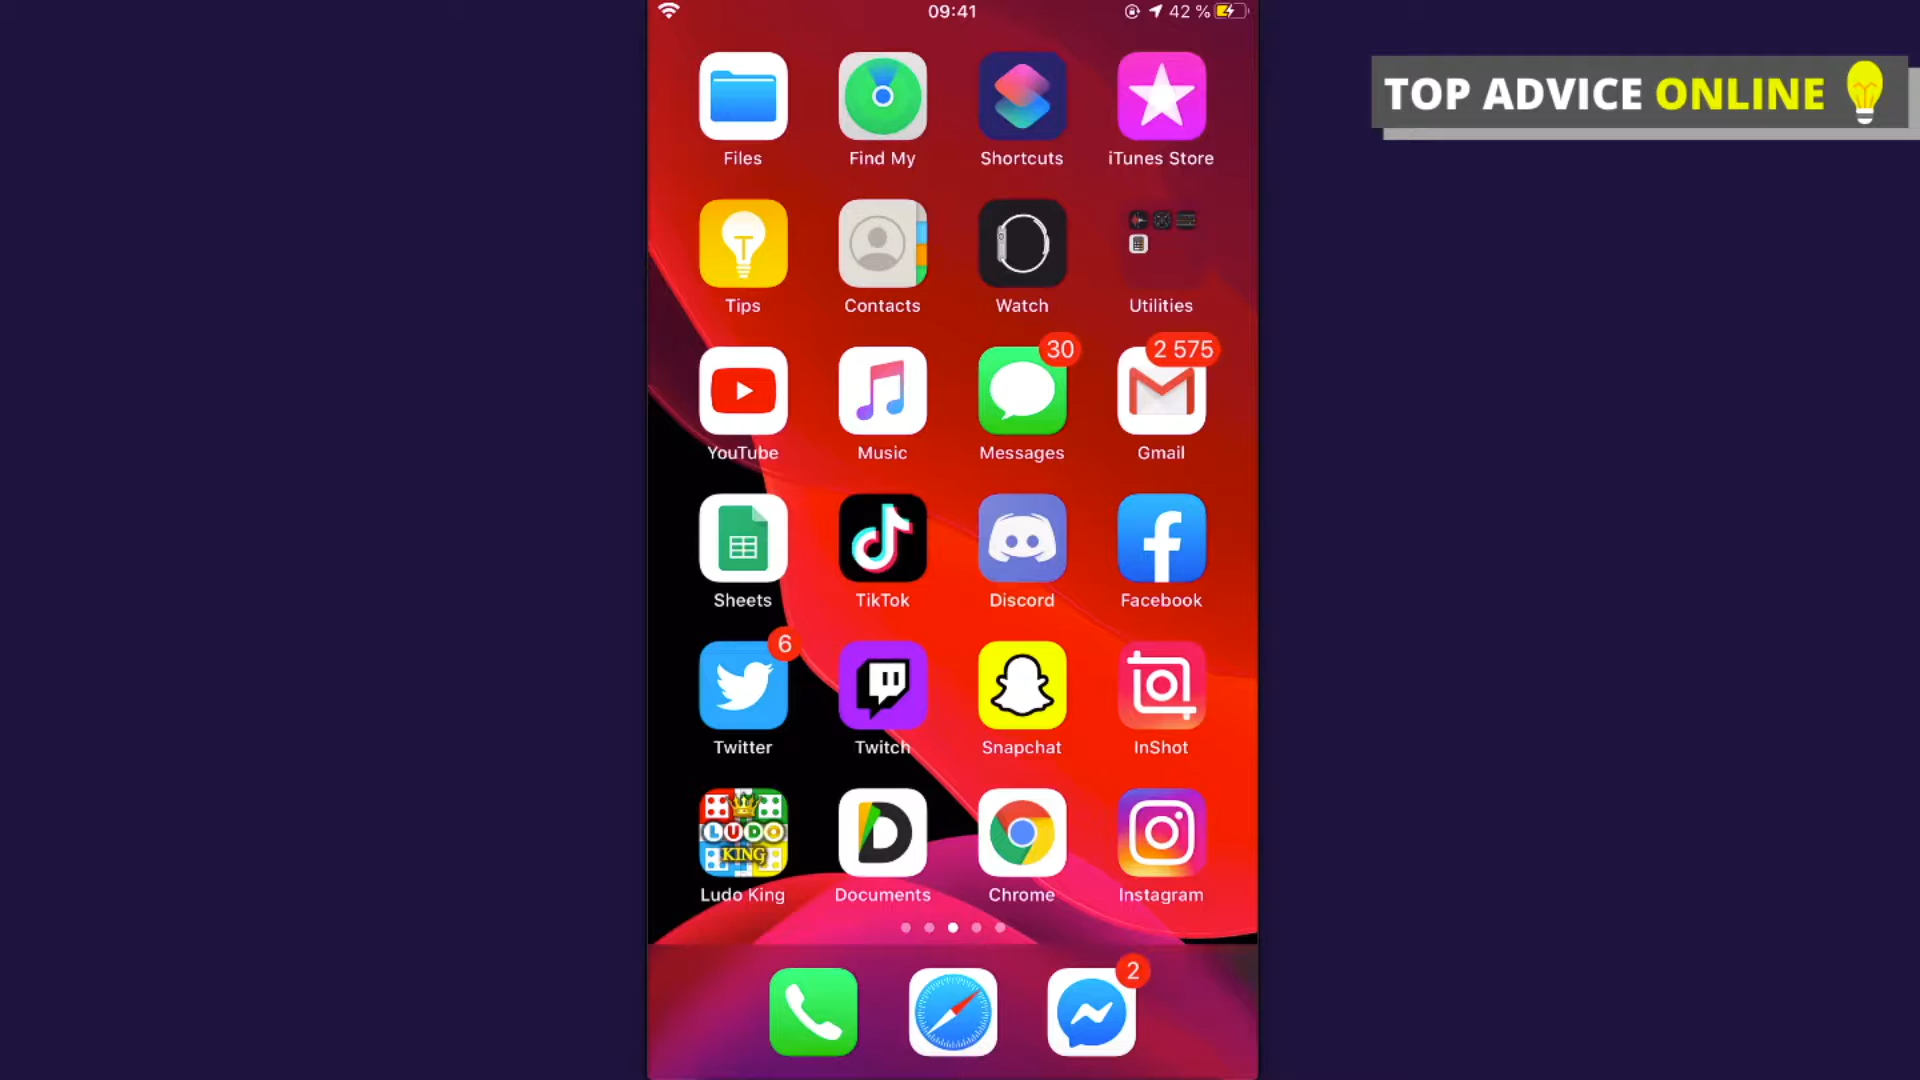 09:41
42 %
TOP ADVICE ONLINE
Files
Find My
Shortcuts
iTunes Store
Tips
Contacts
Watch
Utilities
30
2 575
YouTube
Music
Messages
Gmail
Sheets
TikTok
Discord
Facebook
6
Twitter
Twitch
Snapchat
InShot
LUDO
KING
Ludo King
Documents
Chrome
Instagram
2